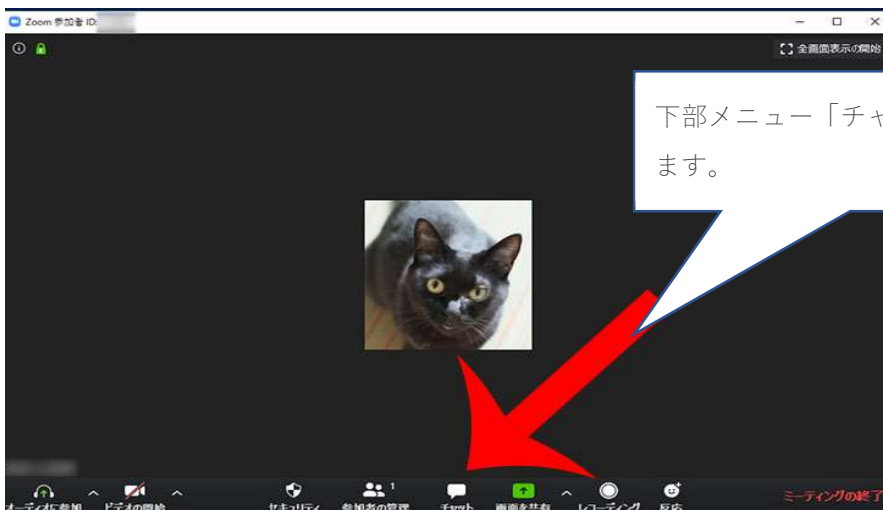 Zoom 参加者 ID:
全画面表示の開始
下部メニュー「チャ
ます。
1
オーディオに参加 ビデオの開始 セキュリティ 参加者の管理 チャット 画面を共有 レコーディング 反応 ミーティングの終了